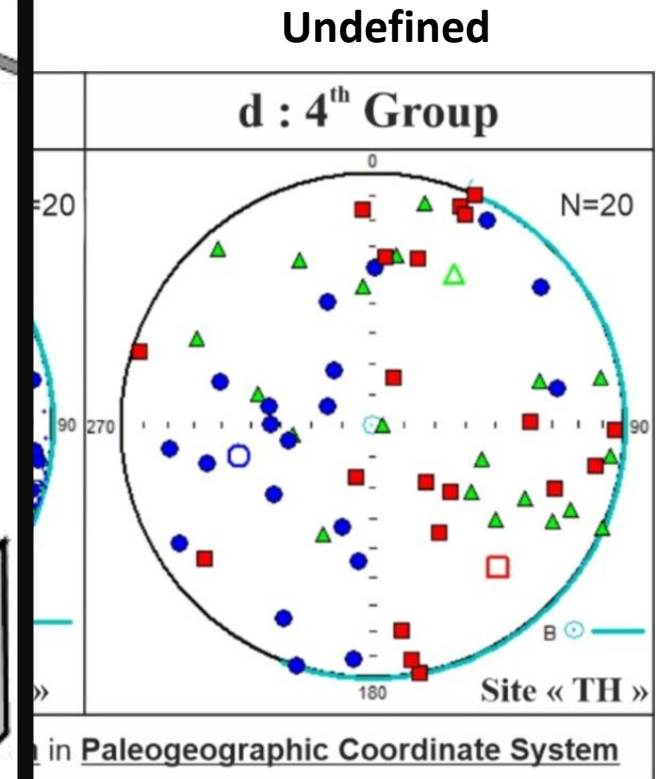 Undefined
d : 4th Group
=20
0
N=20
90
270
90
B
180
»
Site « TH »
in Paleogeographic Coordinate System